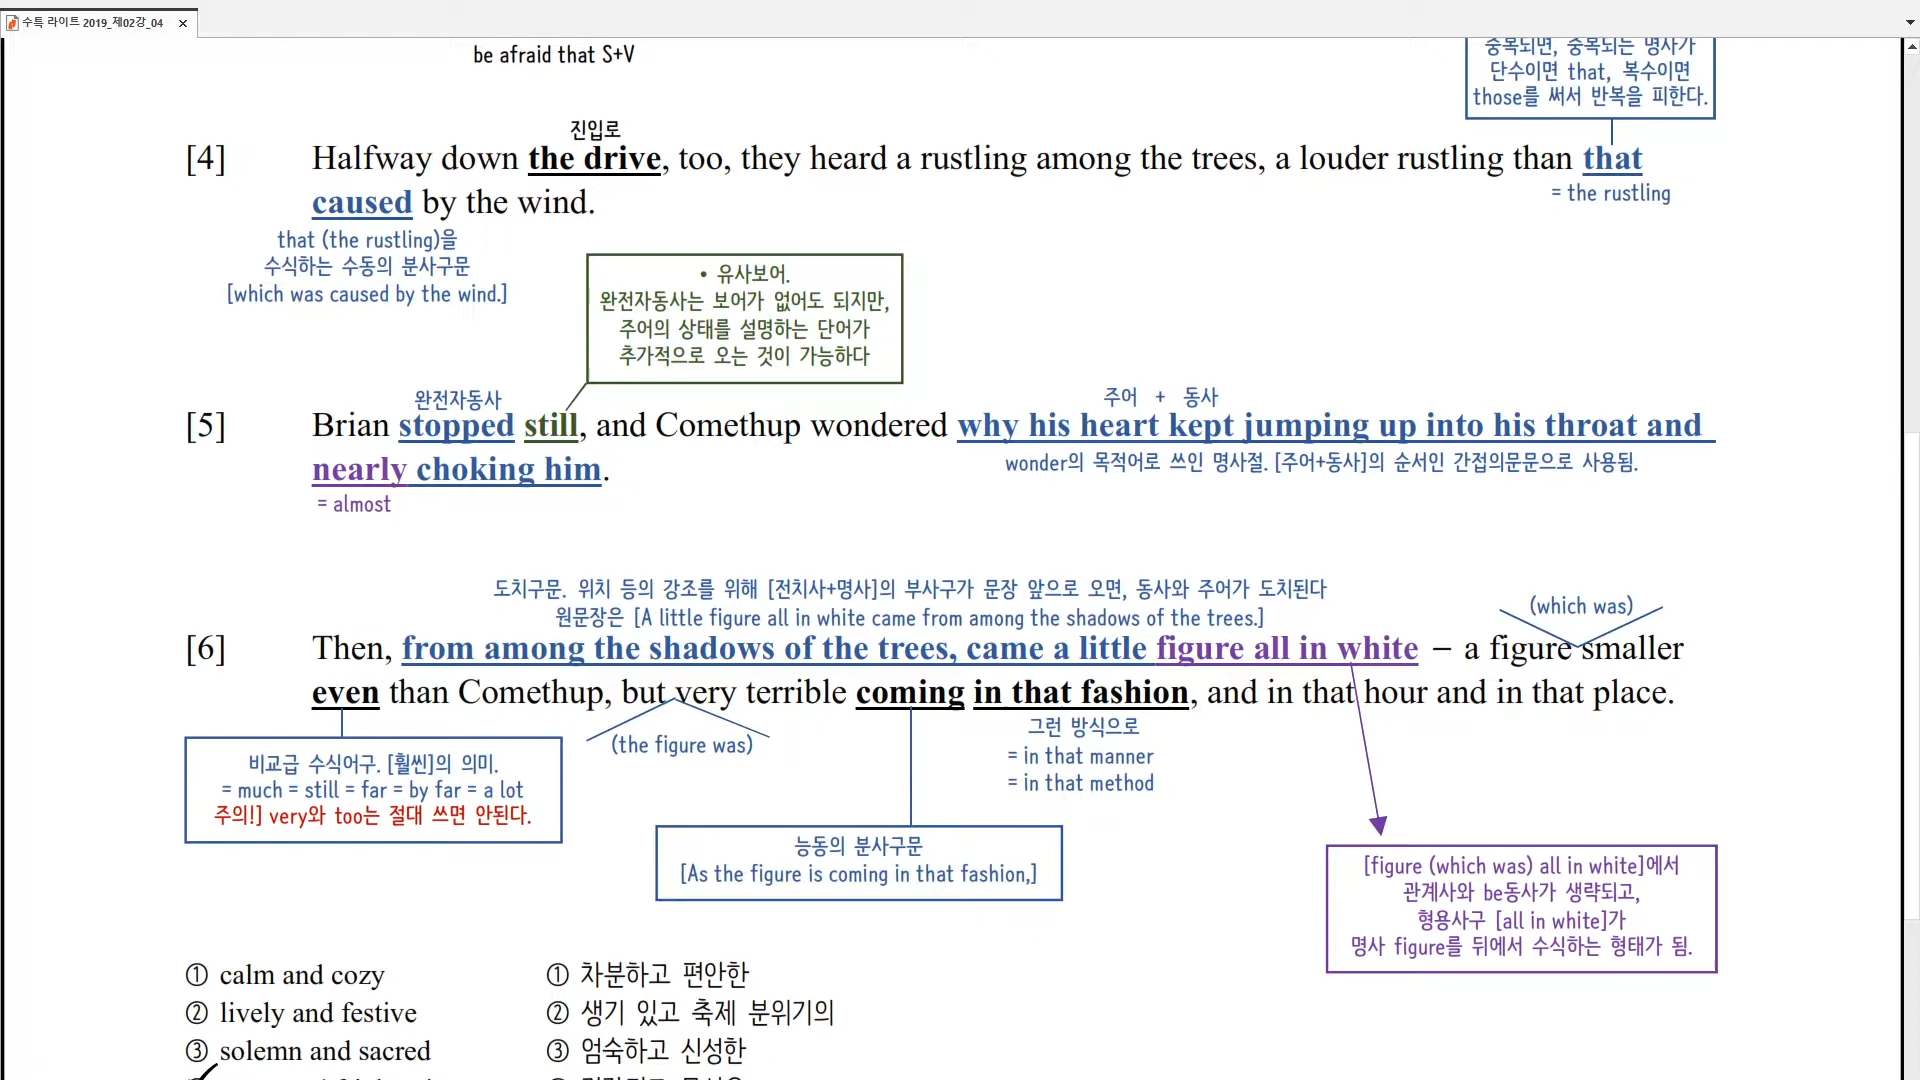 수특 라이트 2019_제02강_04
be afraid that S+V
중복되면, 중복되는 명사가
단수이면 that, 복수이면
those를 써서 반복을 피한다.
진입로
[4] Halfway down the drive, too, they heard a rustling among the trees, a louder rustling than that
= the rustling
caused by the wind.
that (the rustling)을
수식하는 수동의 분사구문
[which was caused by the wind.]
• 유사보어.
완전자동사는 보어가 없어도 되지만,
주어의 상태를 설명하는 단어가
추가적으로 오는 것이 가능하다
완전자동사
주어 + 동사
[5] Brian stopped still, and Comethup wondered why his heart kept jumping up into his throat and
wonder의 목적어로 쓰인 명사절. [주어+동사]의 순서인 간접의문문으로 사용됨.
nearly choking him.
= almost
도치구문. 위치 등의 강조를 위해 [전치사+명사]의 부사구가 문장 앞으로 오면, 동사와 주어가 도치된다
원문장은 [A little figure all in white came from among the shadows of the trees.]
(which was)
[6] Then, from among the shadows of the trees, came a little figure all in white – a figure smaller
even than Comethup, but very terrible coming in that fashion, and in that hour and in that place.
(the figure was)
그런 방식으로
= in that manner
= in that method
비교급 수식어구. [훨씬]의 의미.
= much = still = far = by far = a lot
주의!] very와 too는 절대 쓰면 안된다.
능동의 분사구문
[As the figure is coming in that fashion,]
[figure (which was) all in white]에서
관계사와 be동사가 생략되고,
형용사구 [all in white]가
명사 figure를 뒤에서 수식하는 형태가 됨.
① calm and cozy ① 차분하고 편안한
② lively and festive ② 생기 있고 축제 분위기의
③ solemn and sacred ③ 엄숙하고 신성한